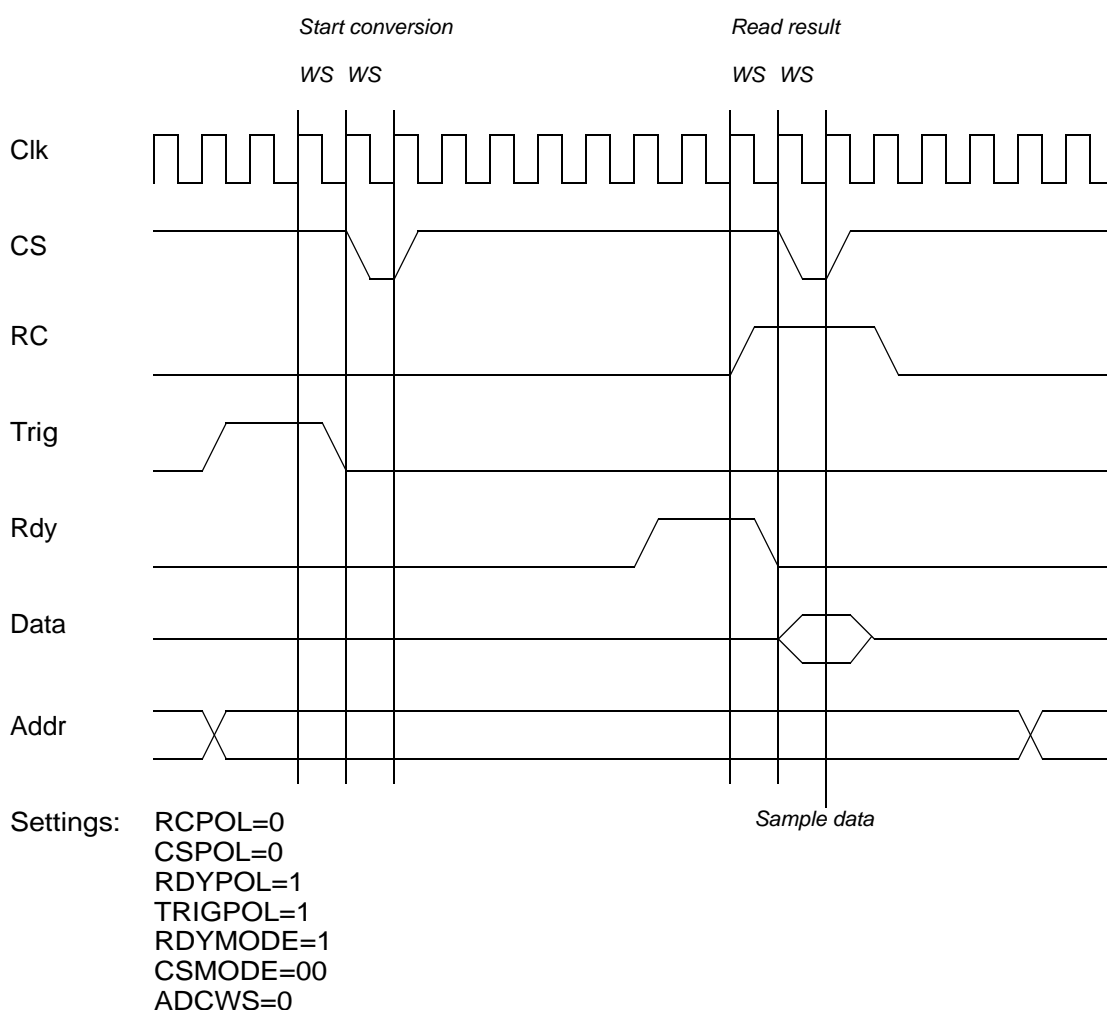 Start conversion Read result
WS WS WS WS
Clk
CS
RC
Trig
Rdy
Data
Addr
Sample data
Settings: RCPOL=0
CSPOL=0
RDYPOL=1
TRIGPOL=1
RDYMODE=1
CSMODE=00
ADCWS=0